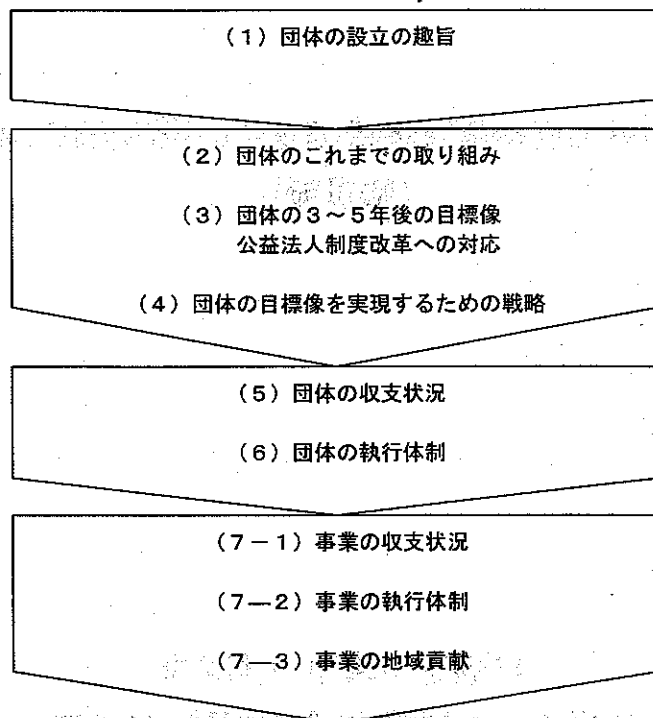 （１）団体の設立の趣旨
（２）団体のこれまでの取り組み
（３）団体の３～５年後の目標像
公益法人制度改革への対応
（４）団体の目標像を実現するための戦略
（５）団体の収支状況
（６）団体の執行体制
（７－１）事業の収支状況
（７―２）事業の執行体制
（７―３）事業の地域貢献